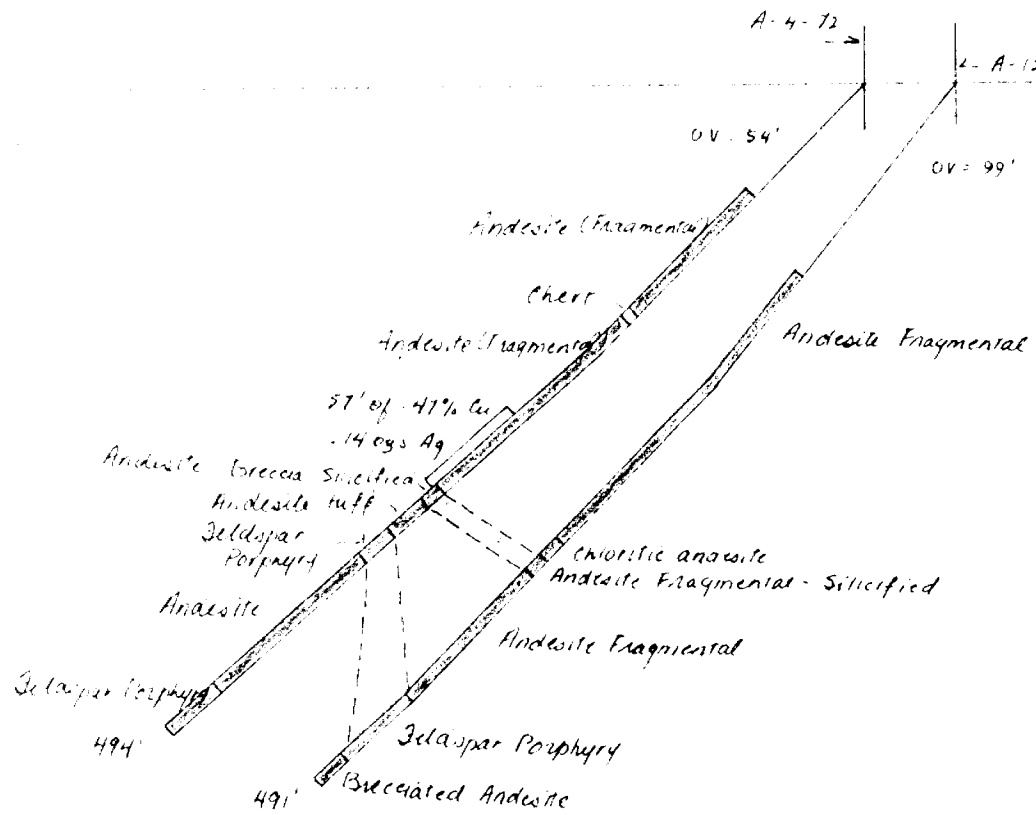 A-4-72
A-12
OV = 54'
OV = 99'
Andesite (Fragmental)
Chert
Andesite (Fragmental)
Andesite Fragmental
57' of .47% Cu
.14 ozs Ag
Andesite Breccia Silicified
Andesite tuff
Feldspar
Porphyry
Chloritic andesite
Andesite Fragmental - Silicified
Andesite
Andesite Fragmental
Feldspar Porphyry
494'
Feldspar Porphyry
Brecciated Andesite
491'